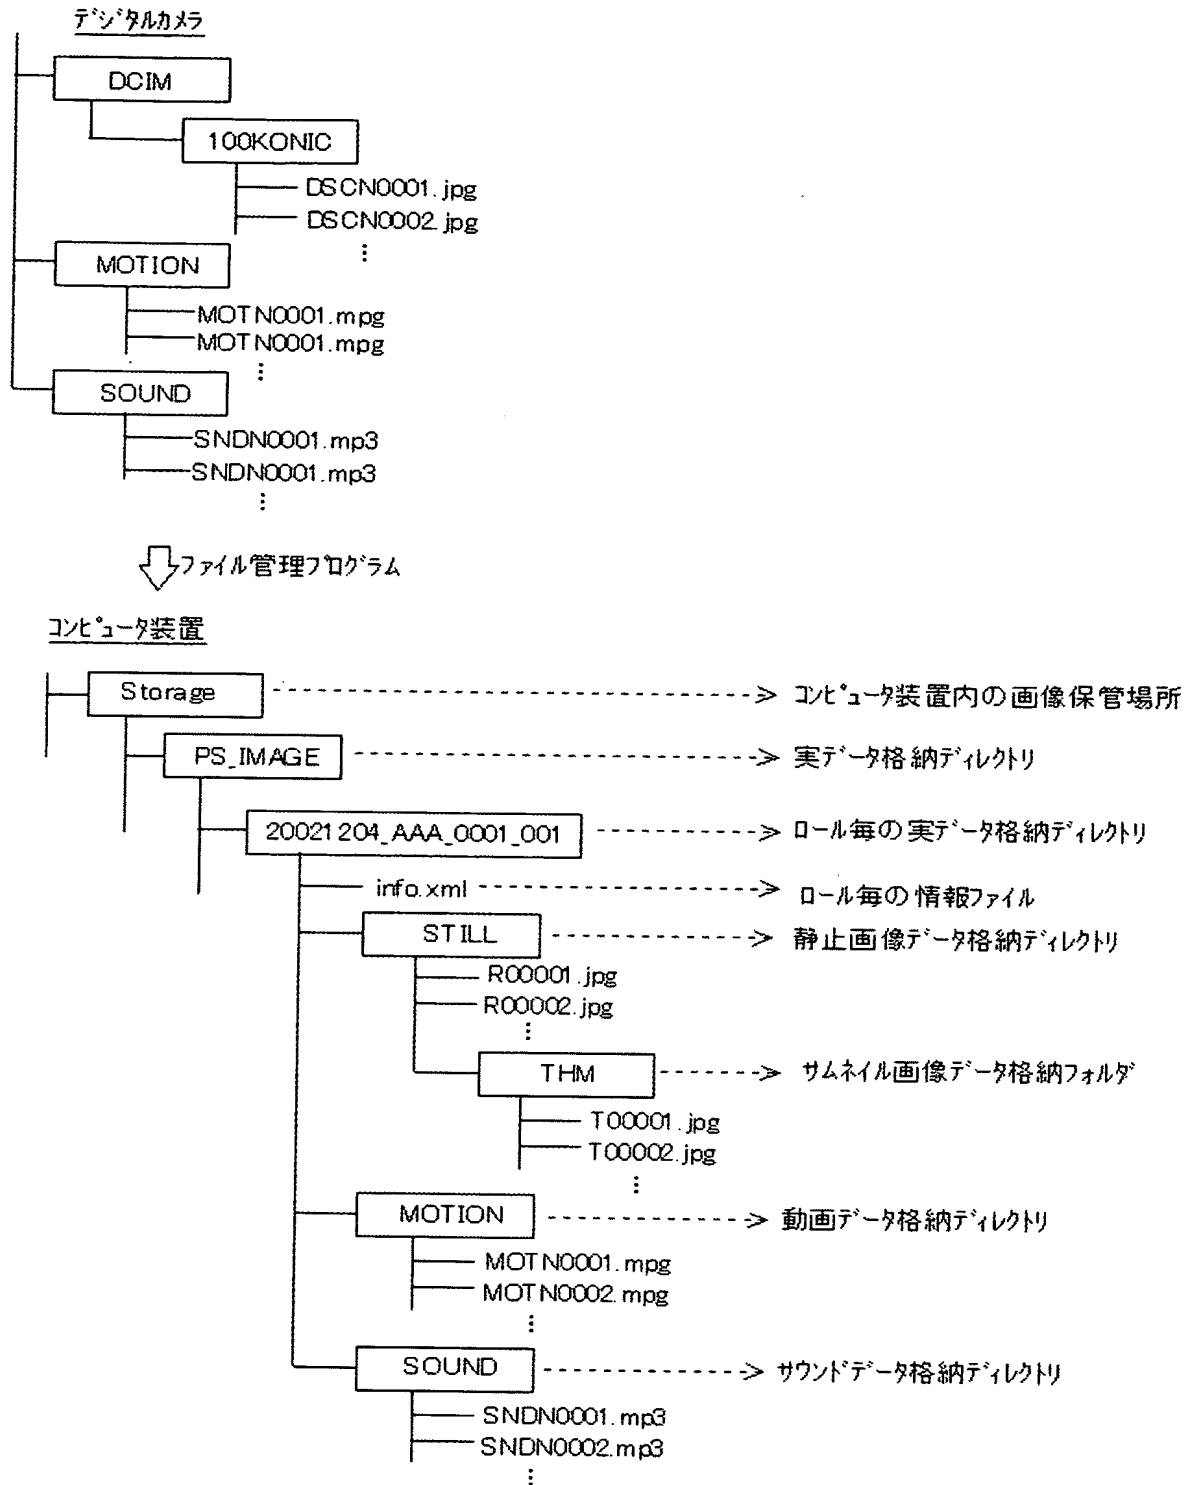 デジタルカメラ
DCIM
100KONIC
DSCN0001.jpg
DSCN0002.jpg
⋮
MOTION
MOTN0001.mpg
MOTN0001.mpg
⋮
SOUND
SNDN0001.mp3
SNDN0001.mp3
⋮
ファイル管理プログラム
コンピュータ装置
Storage
コンピュータ装置内の画像保管場所
PS_IMAGE
実データ格納ディレクトリ
20021204_AAA_0001_001
ロール毎の実データ格納ディレクトリ
info.xml
ロール毎の情報ファイル
STILL
静止画像データ格納ディレクトリ
R00001.jpg
R00002.jpg
⋮
THM
サムネイル画像データ格納フォルダ
T00001.jpg
T00002.jpg
⋮
MOTION
動画データ格納ディレクトリ
MOTN0001.mpg
MOTN0002.mpg
⋮
SOUND
サウンドデータ格納ディレクトリ
SNDN0001.mp3
SNDN0002.mp3
⋮